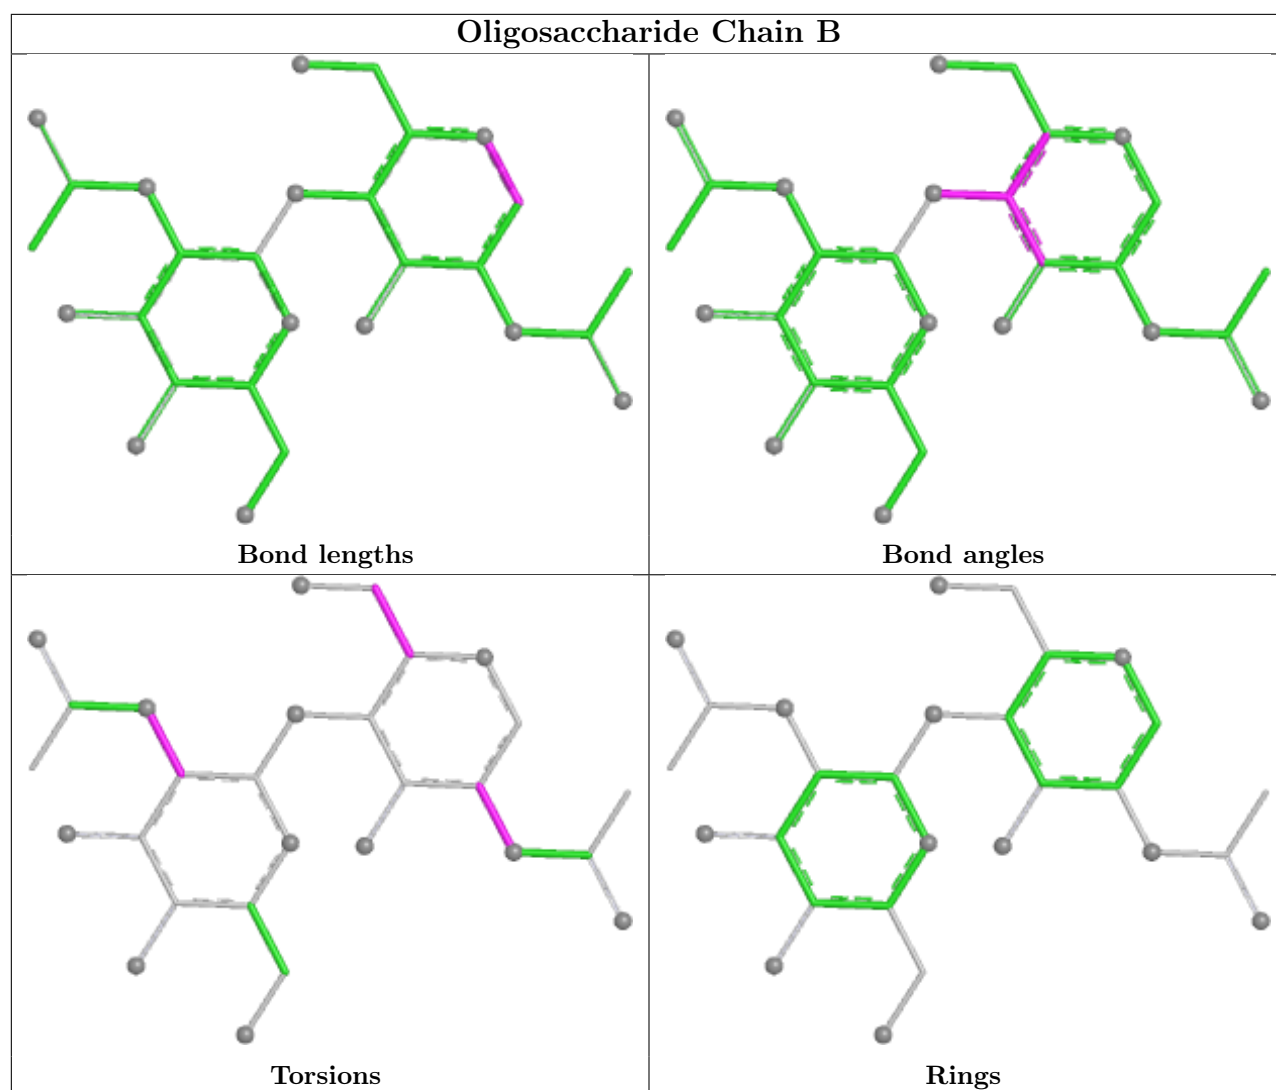 Oligosaccharide Chain B
Bond lengths
Bond angles
Torsions
Rings